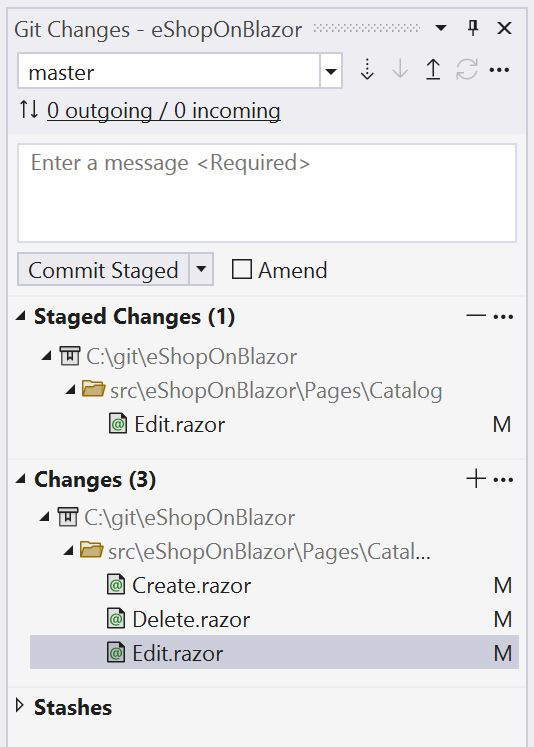 Git Changes - eShopOnBlazor
master
0 outgoing / 0 incoming
Enter a message <Required>
Commit Staged
Amend
Staged Changes (1)
C:\git\eShopOnBlazor
src\eShopOnBlazor\Pages\Catalog
Edit.razor M
Changes (3)
C:\git\eShopOnBlazor
src\eShopOnBlazor\Pages\Catal...
Create.razor M
Delete.razor M
Edit.razor M
Stashes